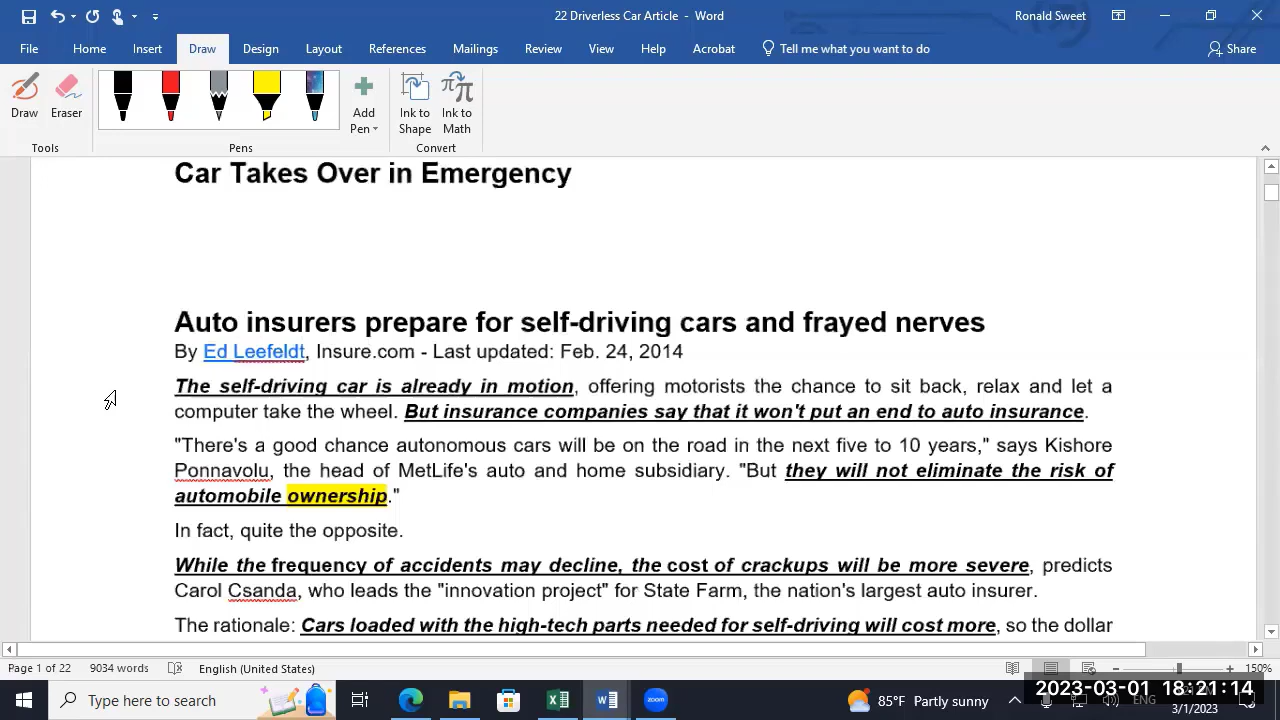 22 Driverless Car Article - Word
Ronald Sweet
File Home Insert Draw Design Layout References Mailings Review View Help Acrobat Tell me what you want to do Share
Draw Eraser Add Pen Ink to Shape Ink to Math
Tools Pens Convert
Car Takes Over in Emergency
Auto insurers prepare for self-driving cars and frayed nerves
By Ed Leefeldt, Insure.com - Last updated: Feb. 24, 2014
The self-driving car is already in motion, offering motorists the chance to sit back, relax and let a
computer take the wheel. But insurance companies say that it won't put an end to auto insurance.
"There's a good chance autonomous cars will be on the road in the next five to 10 years," says Kishore
Ponnavolu, the head of MetLife's auto and home subsidiary. "But they will not eliminate the risk of
automobile ownership."
In fact, quite the opposite.
While the frequency of accidents may decline, the cost of crackups will be more severe, predicts
Carol Csanda, who leads the "innovation project" for State Farm, the nation's largest auto insurer.
The rationale: Cars loaded with the high-tech parts needed for self-driving will cost more, so the dollar
Page 1 of 22 9034 words English (United States) 150%
Type here to search zoom 85°F Partly sunny ENG
2023-03-01 18:21:14
3/1/2023